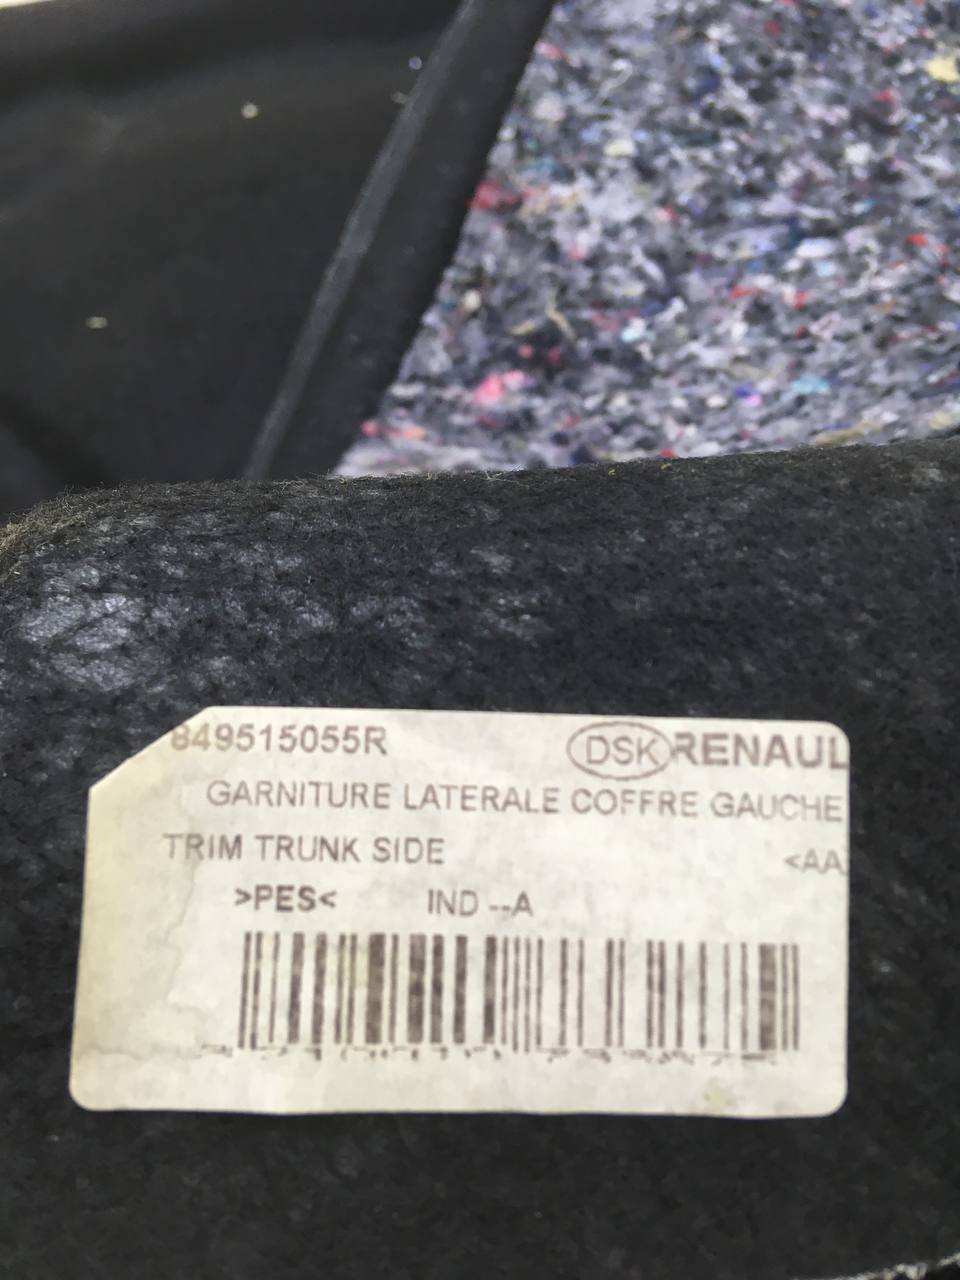 849515055R DSK RENAUL
GARNITURE LATERALE COFFRE GAUCHE
TRIM TRUNK SIDE <AA
>PES< IND --A